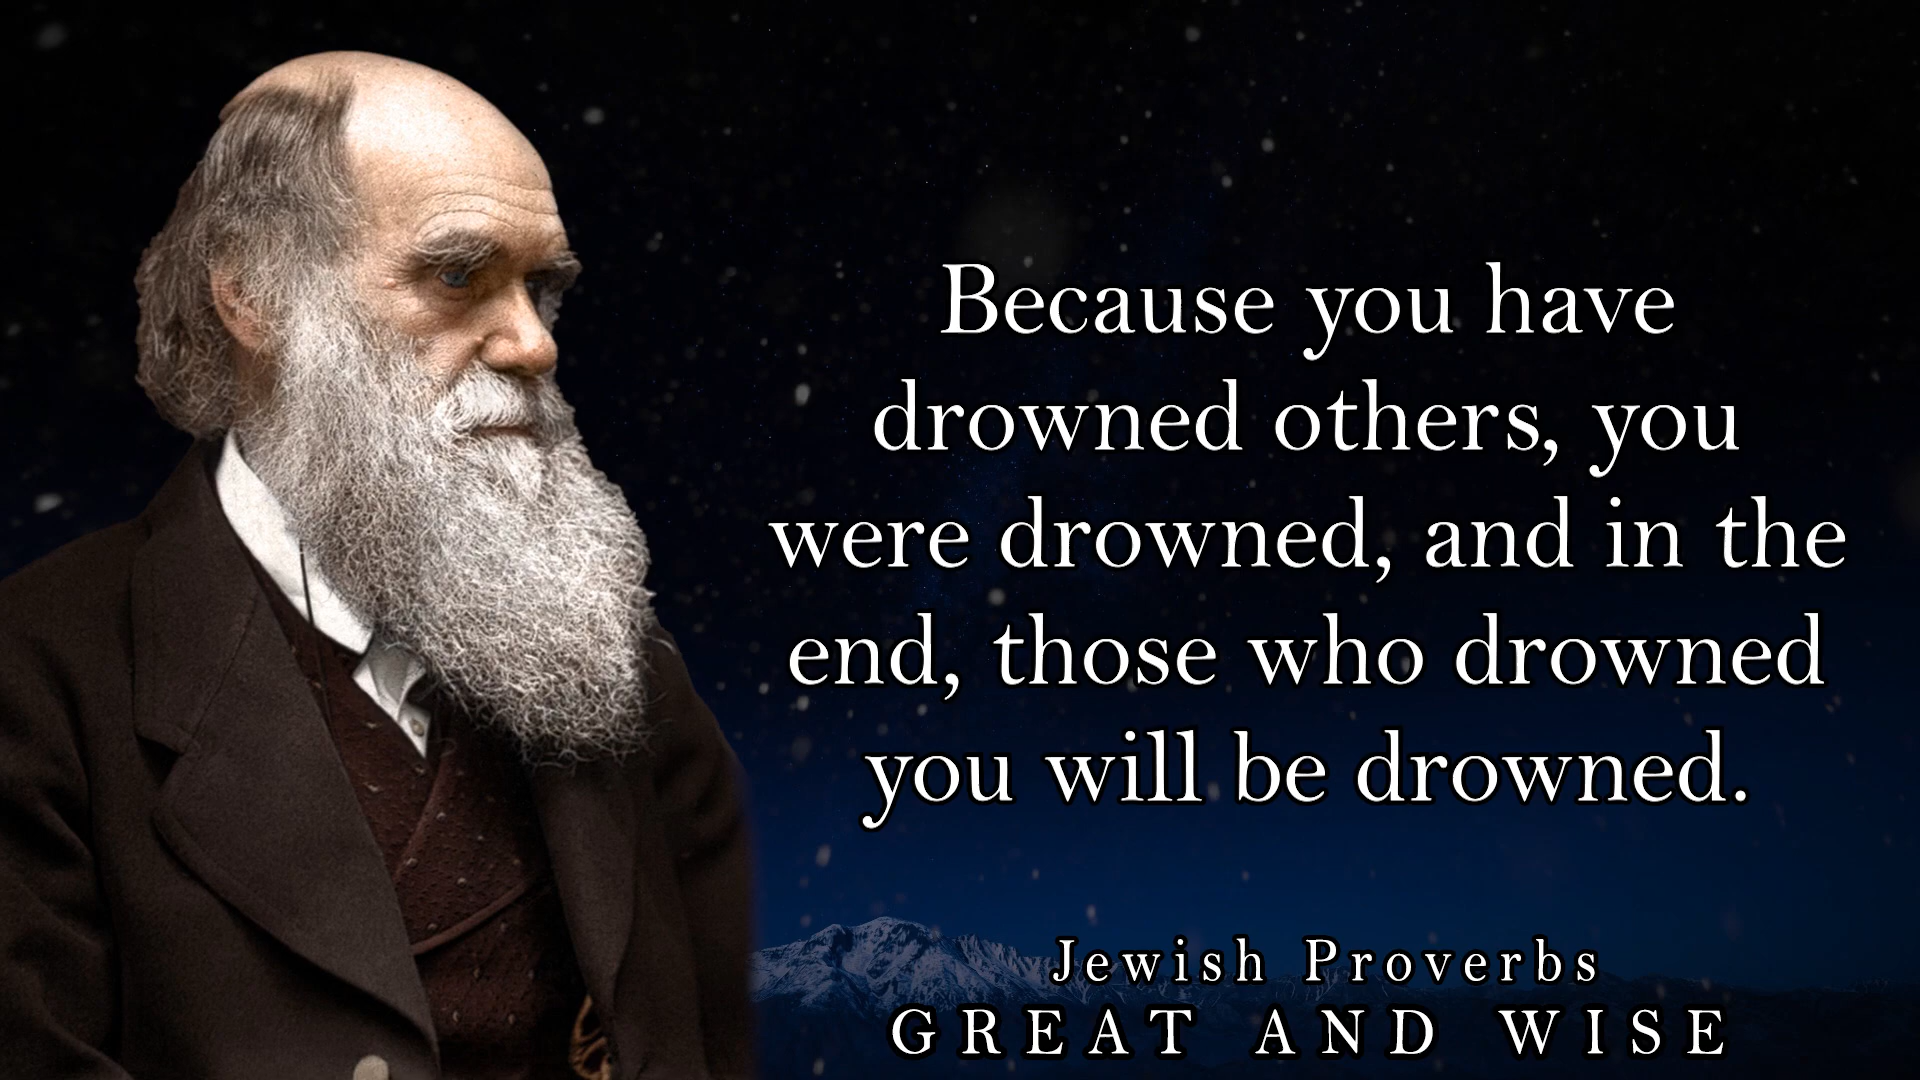 Because you have
drowned others, you
were drowned, and in the
end, those who drowned
you will be drowned.
Jewish Proverbs
GREAT AND WISE